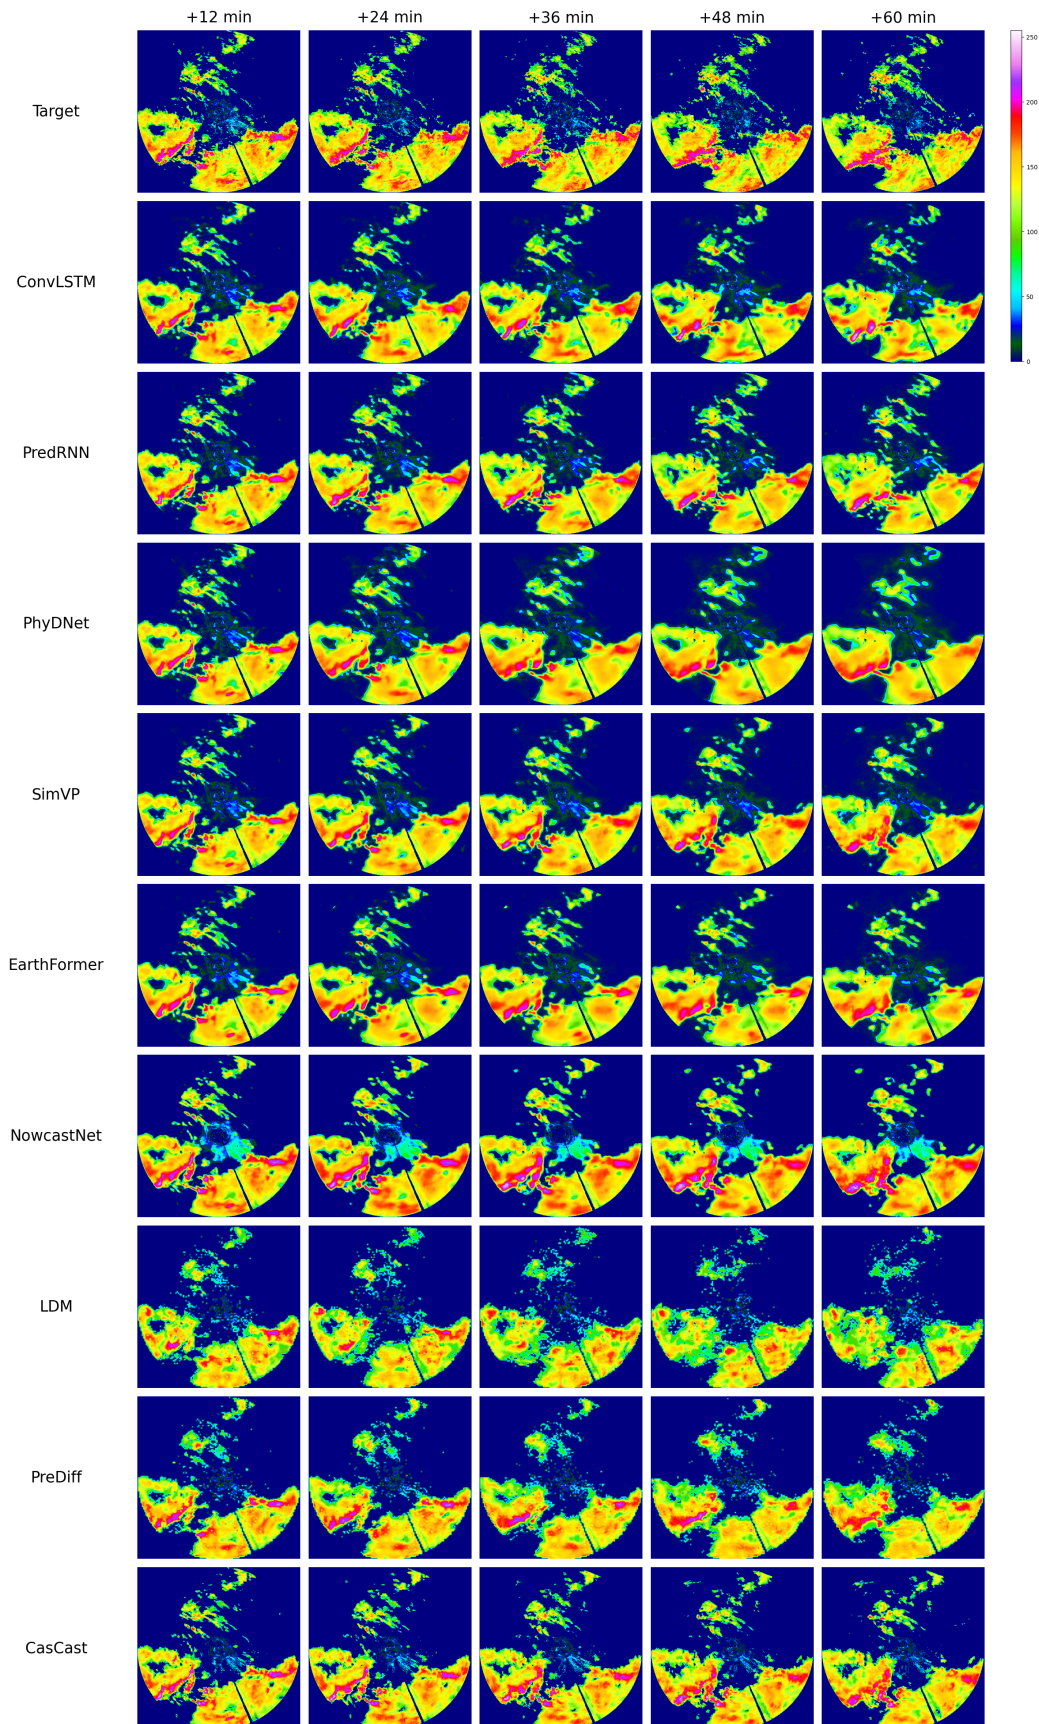 +12 min +24 min +36 min +48 min +60 min
Target
250
200
150
100
50
0
ConvLSTM
PredRNN
PhyDNet
SimVP
EarthFormer
NowcastNet
LDM
PreDiff
CasCast